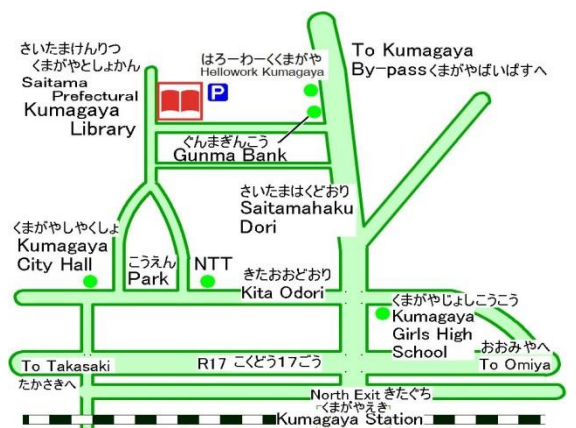 さいたまけんりつ
くまがやとしょかん
Saitama
Prefectural
Kumagaya
Library
P
はろーわーくくまがや
Hellowork Kumagaya
To Kumagaya
By-passくまがやばいぱすへ
ぐんまぎんこう
Gunma Bank
さいたまはくどおり
Saitamahaku
Dori
くまがやしやくしょ
Kumagaya
City Hall
こうえん
Park
NTT
きたおおどおり
Kita Odori
くまがやじょしこうこう
Kumagaya
Girls High
School
おおみやへ
To Omiya
To Takasaki
たかさきへ
R17 こくどう17ごう
North Exit きたぐち
くまがやえき
Kumagaya Station